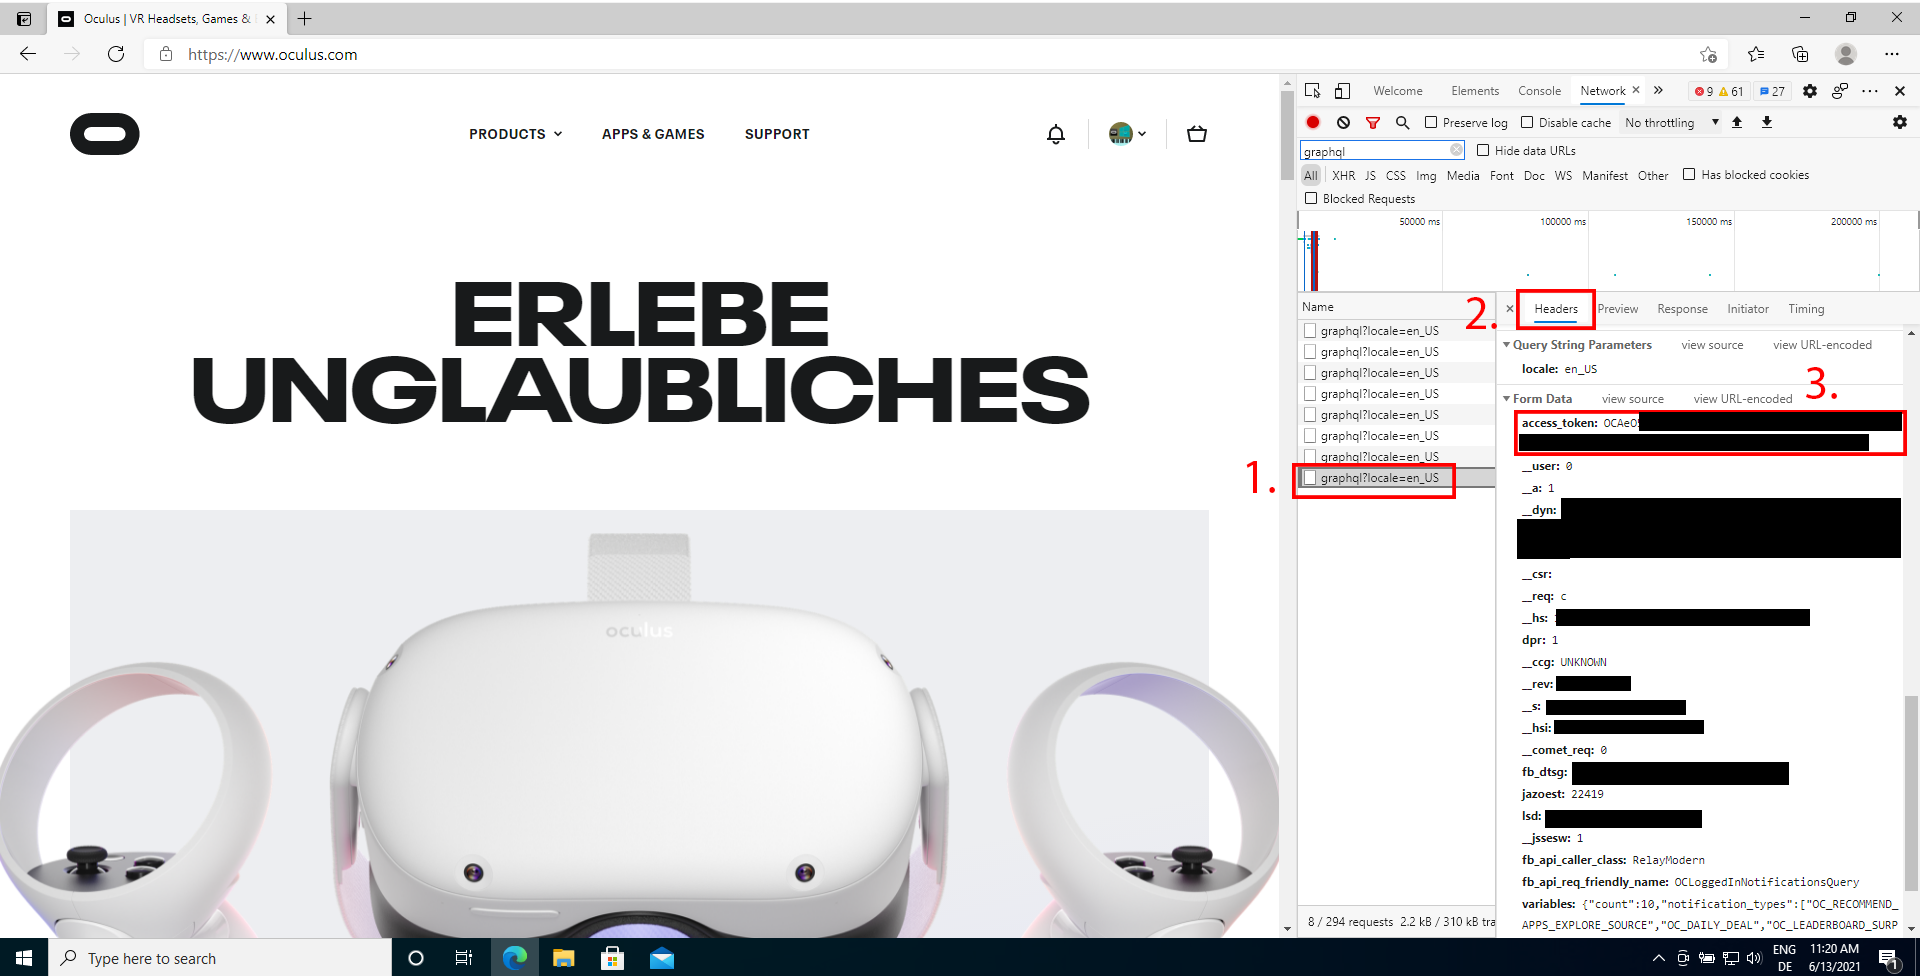 Oculus | VR Headsets, Games &
https://www.oculus.com
PRODUCTS
APPS & GAMES
SUPPORT
ERLEBE
UNGLAUBLICHES
oculus
Welcome
Elements
Console
Network
9
61
27
Preserve log
Disable cache
No throttling
graphql
Hide data URLs
All
XHR
JS
CSS
Img
Media
Font
Doc
WS
Manifest
Other
Has blocked cookies
Blocked Requests
50000 ms
100000 ms
150000 ms
200000 ms
Name
graphql?locale=en_US
graphql?locale=en_US
graphql?locale=en_US
graphql?locale=en_US
graphql?locale=en_US
graphql?locale=en_US
graphql?locale=en_US
1.
graphql?locale=en_US
2.
Headers
Preview
Response
Initiator
Timing
Query String Parameters
view source
view URL-encoded
locale: en_US
3.
Form Data
view source
view URL-encoded
access_token: OCAeO
__user: 0
__a: 1
__dyn:
__csr:
__req: c
__hs:
dpr: 1
__ccg: UNKNOWN
__rev:
__s:
__hsi:
__comet_req: 0
fb_dtsg:
jazoest: 22419
lsd:
__jssesw: 1
fb_api_caller_class: RelayModern
fb_api_req_friendly_name: OCLoggedInNotificationsQuery
variables: {"count":10,"notification_types":["OC_RECOMMEND_
APPS_EXPLORE_SOURCE","OC_DAILY_DEAL","OC_LEADERBOARD_SURP
8 / 294 requests
2.2 kB / 310 kB tra
Type here to search
ENG
DE
11:20 AM
6/13/2021
1